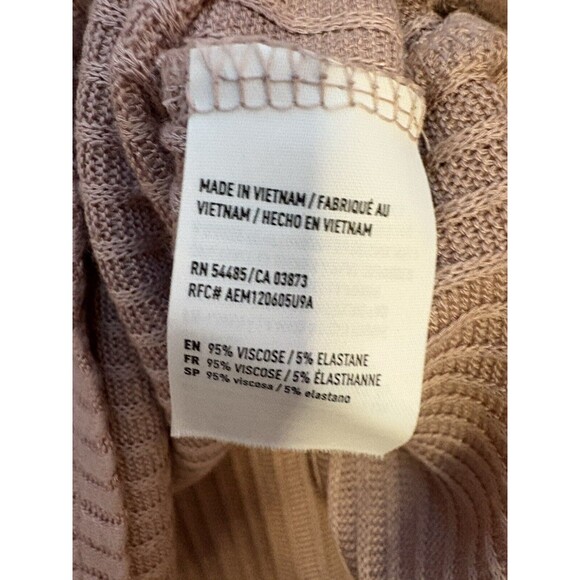 MADE IN VIETNAM / FABRIQUÉ AU
VIETNAM / HECHO EN VIETNAM
RN 54485/CA 03873
RFC# AEM120605U9A
EN 95% VISCOSE / 5% ELASTANE
FR 95% VISCOSE / 5% ÉLASTHANNE
SP 95% viscosa / 5% elastano